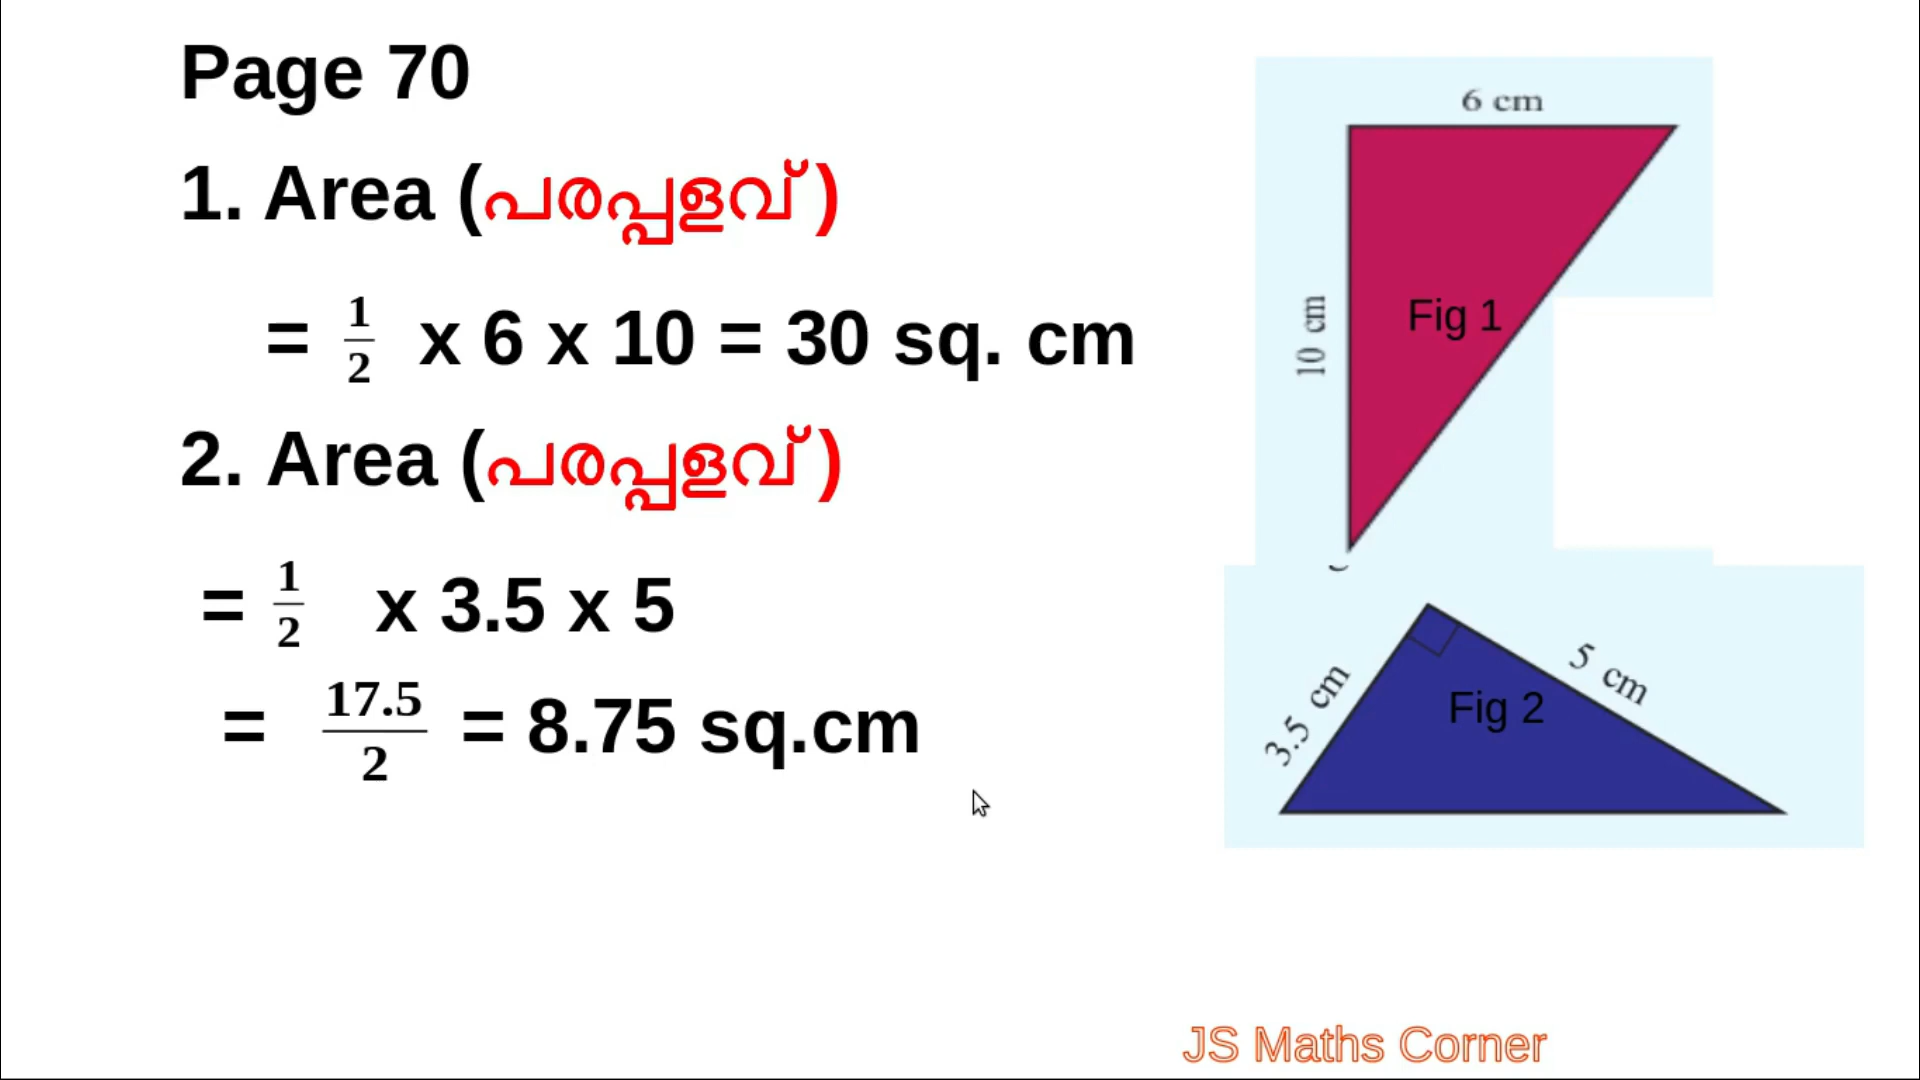 Page 70
1. Area (പരപ്പളവ്)
= 1/2 x 6 x 10 = 30 sq. cm
2. Area (പരപ്പളവ്)
= 1/2 x 3.5 x 5
= 17.5/2 = 8.75 sq.cm
6 cm
10 cm
Fig 1
3.5 cm
5 cm
Fig 2
JS Maths Corner